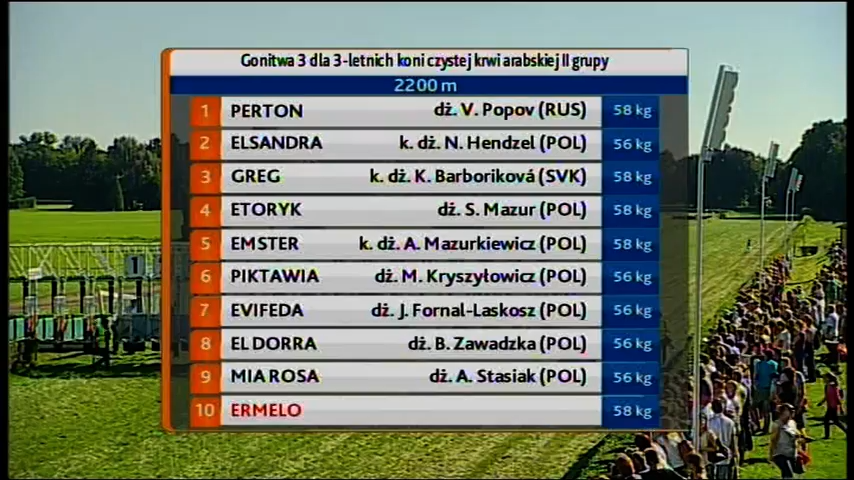 Gonitwa 3 dla 3-letnich koni czystej krwi arabskiej II grupy
2200 m
1 PERTON dż. V. Popov (RUS) 58 kg
2 ELSANDRA k. dż. N. Hendzel (POL) 56 kg
3 GREG k. dż. K. Barboriková (SVK) 58 kg
4 ETORYK dż. S. Mazur (POL) 58 kg
5 EMSTER k. dż. A. Mazurkiewicz (POL) 58 kg
6 PIKTAWIA dż. M. Kryszyłowicz (POL) 56 kg
7 EVIFEDA dż. J. Fornal-Laskosz (POL) 56 kg
8 EL DORRA dż. B. Zawadzka (POL) 56 kg
9 MIA ROSA dż. A. Stasiak (POL) 56 kg
10 ERMELO 58 kg